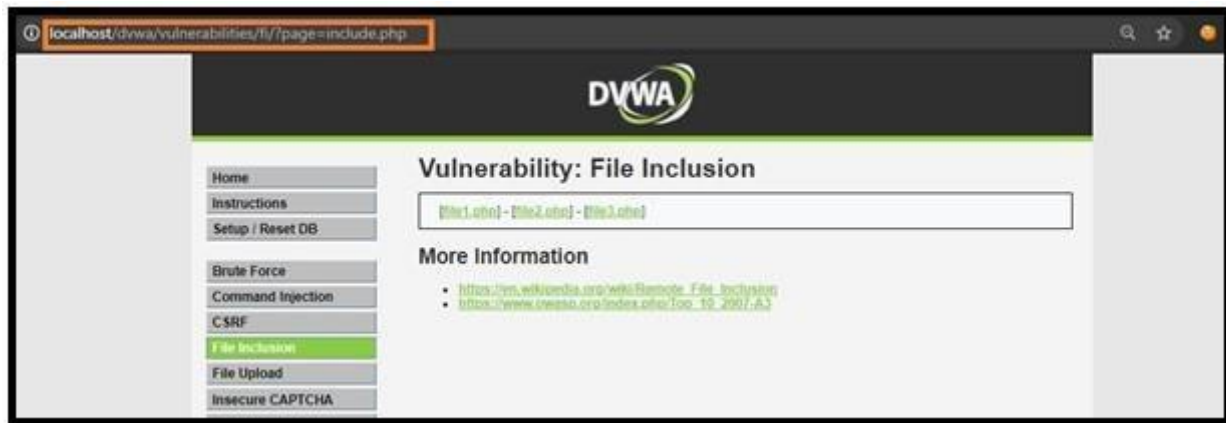 localhost/dvwa/vulnerabilities/fi/?page=include.php
DVWA
Home
Instructions
Setup / Reset DB
Brute Force
Command Injection
CSRF
File Inclusion
File Upload
Insecure CAPTCHA
Vulnerability: File Inclusion
[file1.php] - [file2.php] - [file3.php]
More Information
https://en.wikipedia.org/wiki/Remote_File_Inclusion
https://www.owasp.org/index.php/Top_10_2007-A3